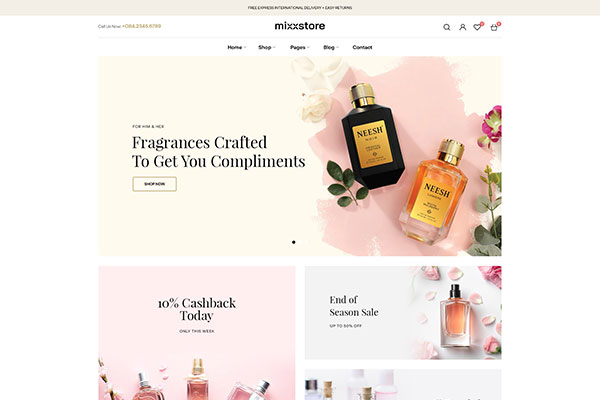 FREE EXPRESS INTERNATIONAL DELIVERY + EASY RETURNS
Call Us Now: +084.2345.6789
mixxstore
Home
Shop
Pages
Blog
Contact
FOR HIM & HER
Fragrances Crafted
To Get You Compliments
SHOP NOW
NEESH
NEESH
10% Cashback
Today
ONLY THIS WEEK
End of
Season Sale
UP TO 50% OFF